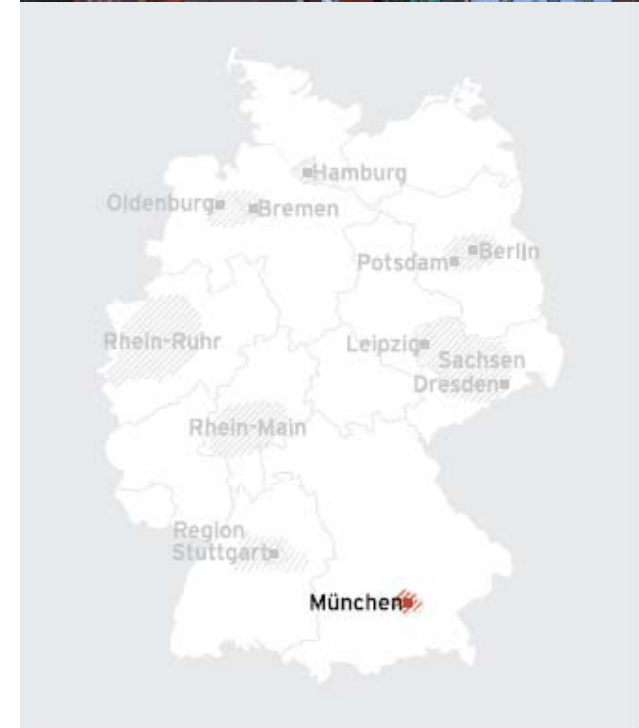 Hamburg
Oldenburg
Bremen
Berlin
Potsdam
Rhein-Ruhr
Leipzig
Sachsen
Dresden
Rhein-Main
Region
Stuttgart
München